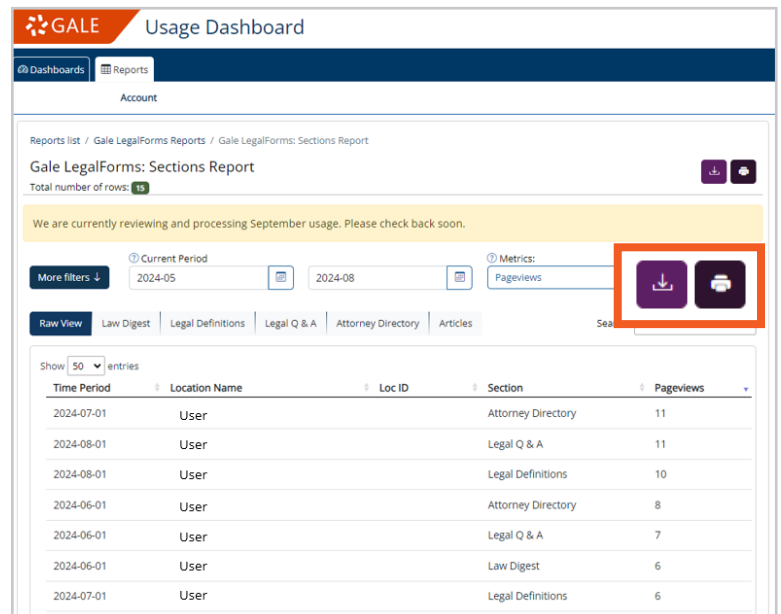 GALE Usage Dashboard
Dashboards Reports
Account
Reports list / Gale LegalForms Reports / Gale LegalForms: Sections Report
Gale LegalForms: Sections Report
Total number of rows: 15
We are currently reviewing and processing September usage. Please check back soon.
Current Period Metrics:
More filters ↓ 2024-05 2024-08 Pageviews
Raw View Law Digest Legal Definitions Legal Q & A Attorney Directory Articles
Show 50 entries
Time Period Location Name Loc ID Section Pageviews
2024-07-01 User Attorney Directory 11
2024-08-01 User Legal Q & A 11
2024-08-01 User Legal Definitions 10
2024-06-01 User Attorney Directory 8
2024-06-01 User Legal Q & A 7
2024-06-01 User Law Digest 6
2024-07-01 User Legal Definitions 6